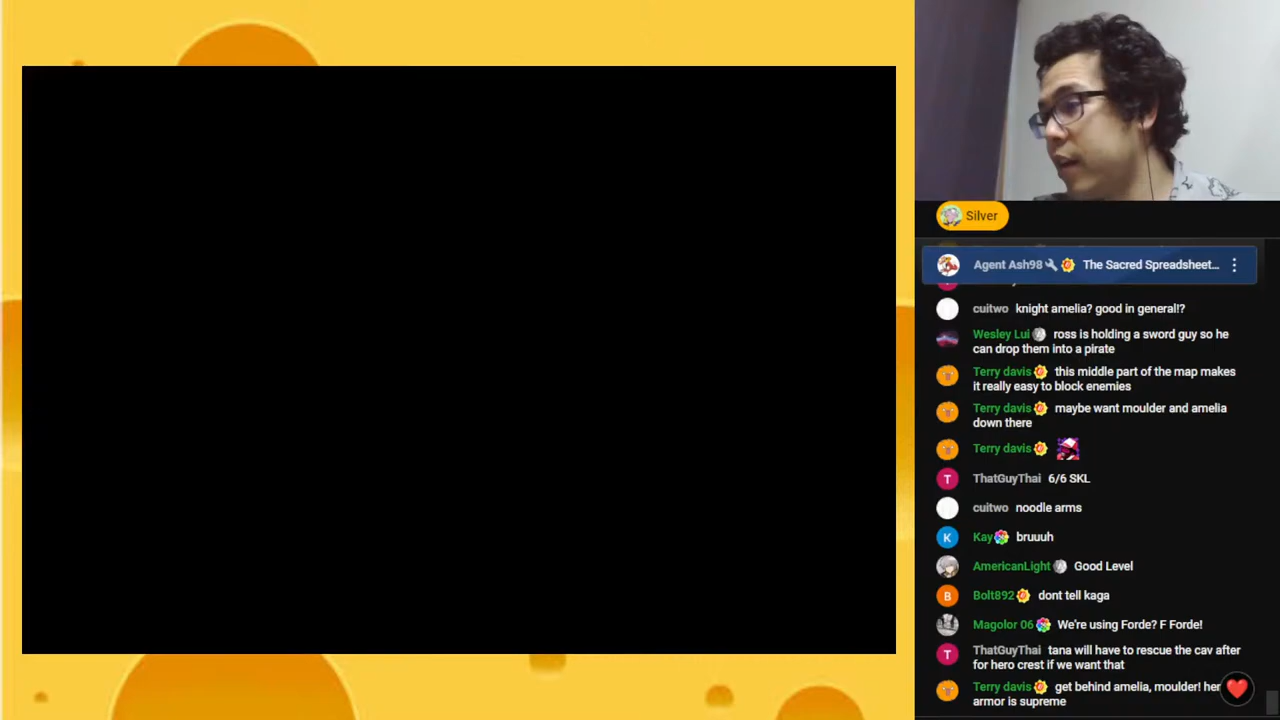 Silver
Agent Ash98 The Sacred Spreadsheet...
cuitwo knight amelia? good in general!?
Wesley Lui ross is holding a sword guy so he
can drop them into a pirate
Terry davis this middle part of the map makes
it really easy to block enemies
Terry davis maybe want moulder and amelia
down there
Terry davis
ThatGuyThai 6/6 SKL
cuitwo noodle arms
K
Kay bruuuh
AmericanLight Good Level
B
Bolt892 dont tell kaga
Magolor 06 We're using Forde? F Forde!
T
ThatGuyThai tana will have to rescue the cav after
for hero crest if we want that
Terry davis get behind amelia, moulder! her
armor is supreme